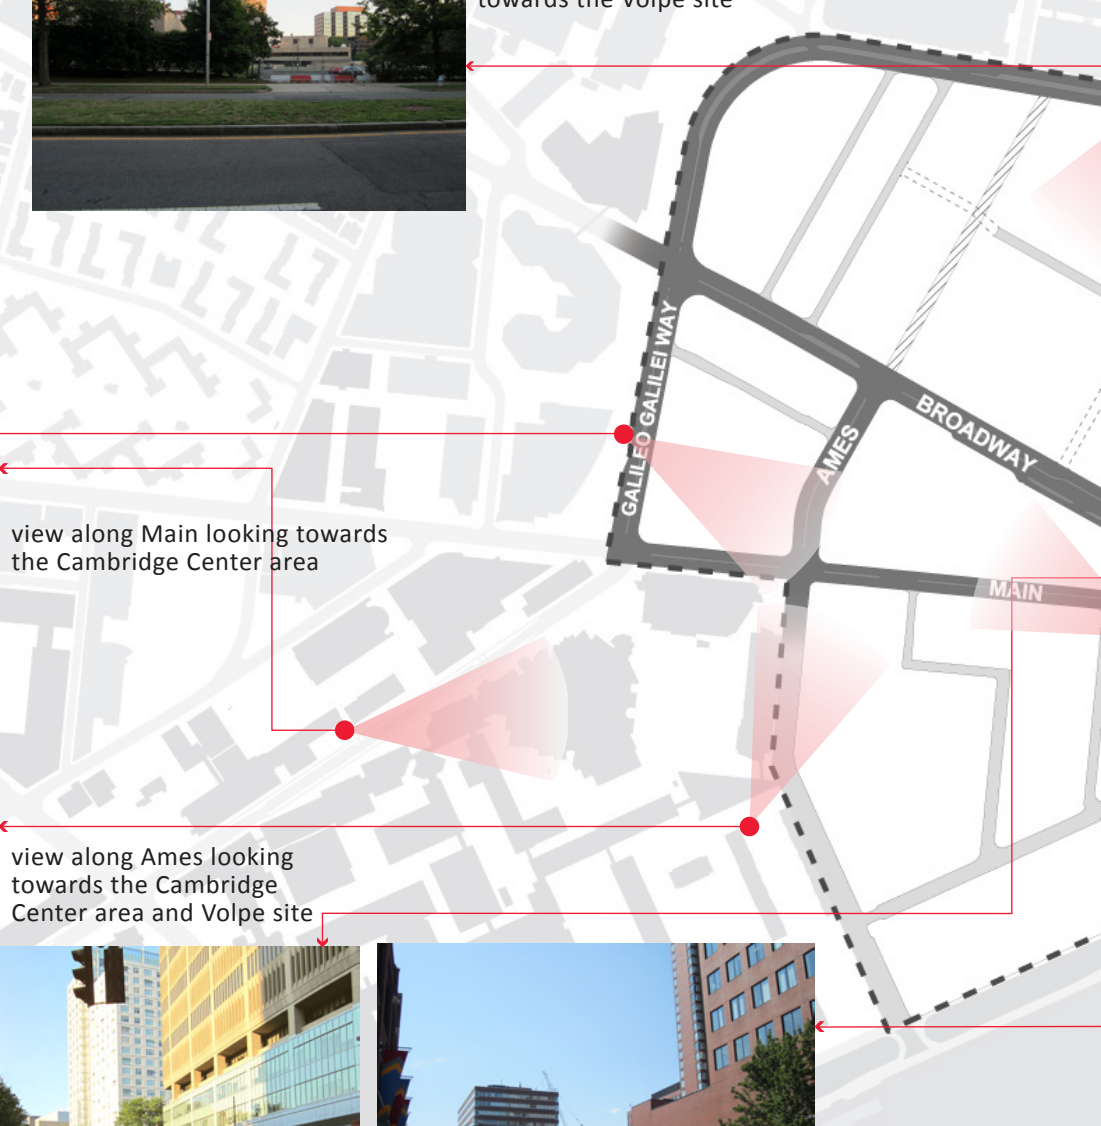 towards the Volpe site
GALILEO GALILEI WAY
BROADWAY
AMES
MAIN
view along Main looking towards
the Cambridge Center area
view along Ames looking
towards the Cambridge
Center area and Volpe site